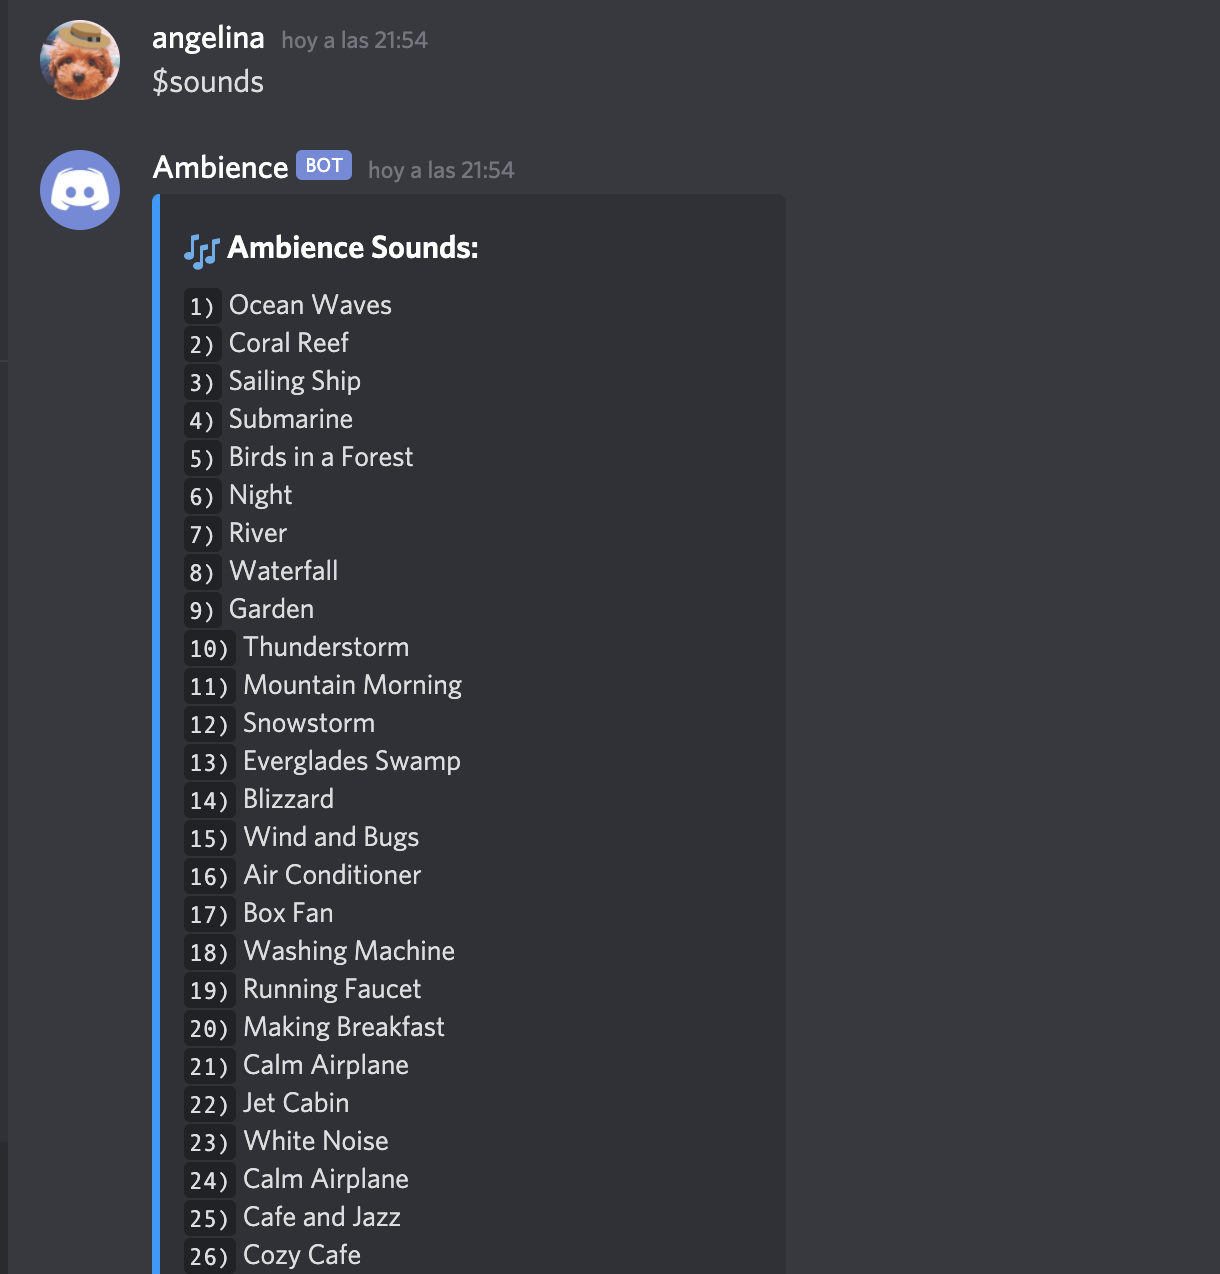 angelina hoy a las 21:54
$sounds
Ambience BOT hoy a las 21:54
Ambience Sounds:
1) Ocean Waves
2) Coral Reef
3) Sailing Ship
4) Submarine
5) Birds in a Forest
6) Night
7) River
8) Waterfall
9) Garden
10) Thunderstorm
11) Mountain Morning
12) Snowstorm
13) Everglades Swamp
14) Blizzard
15) Wind and Bugs
16) Air Conditioner
17) Box Fan
18) Washing Machine
19) Running Faucet
20) Making Breakfast
21) Calm Airplane
22) Jet Cabin
23) White Noise
24) Calm Airplane
25) Cafe and Jazz
26) Cozy Cafe